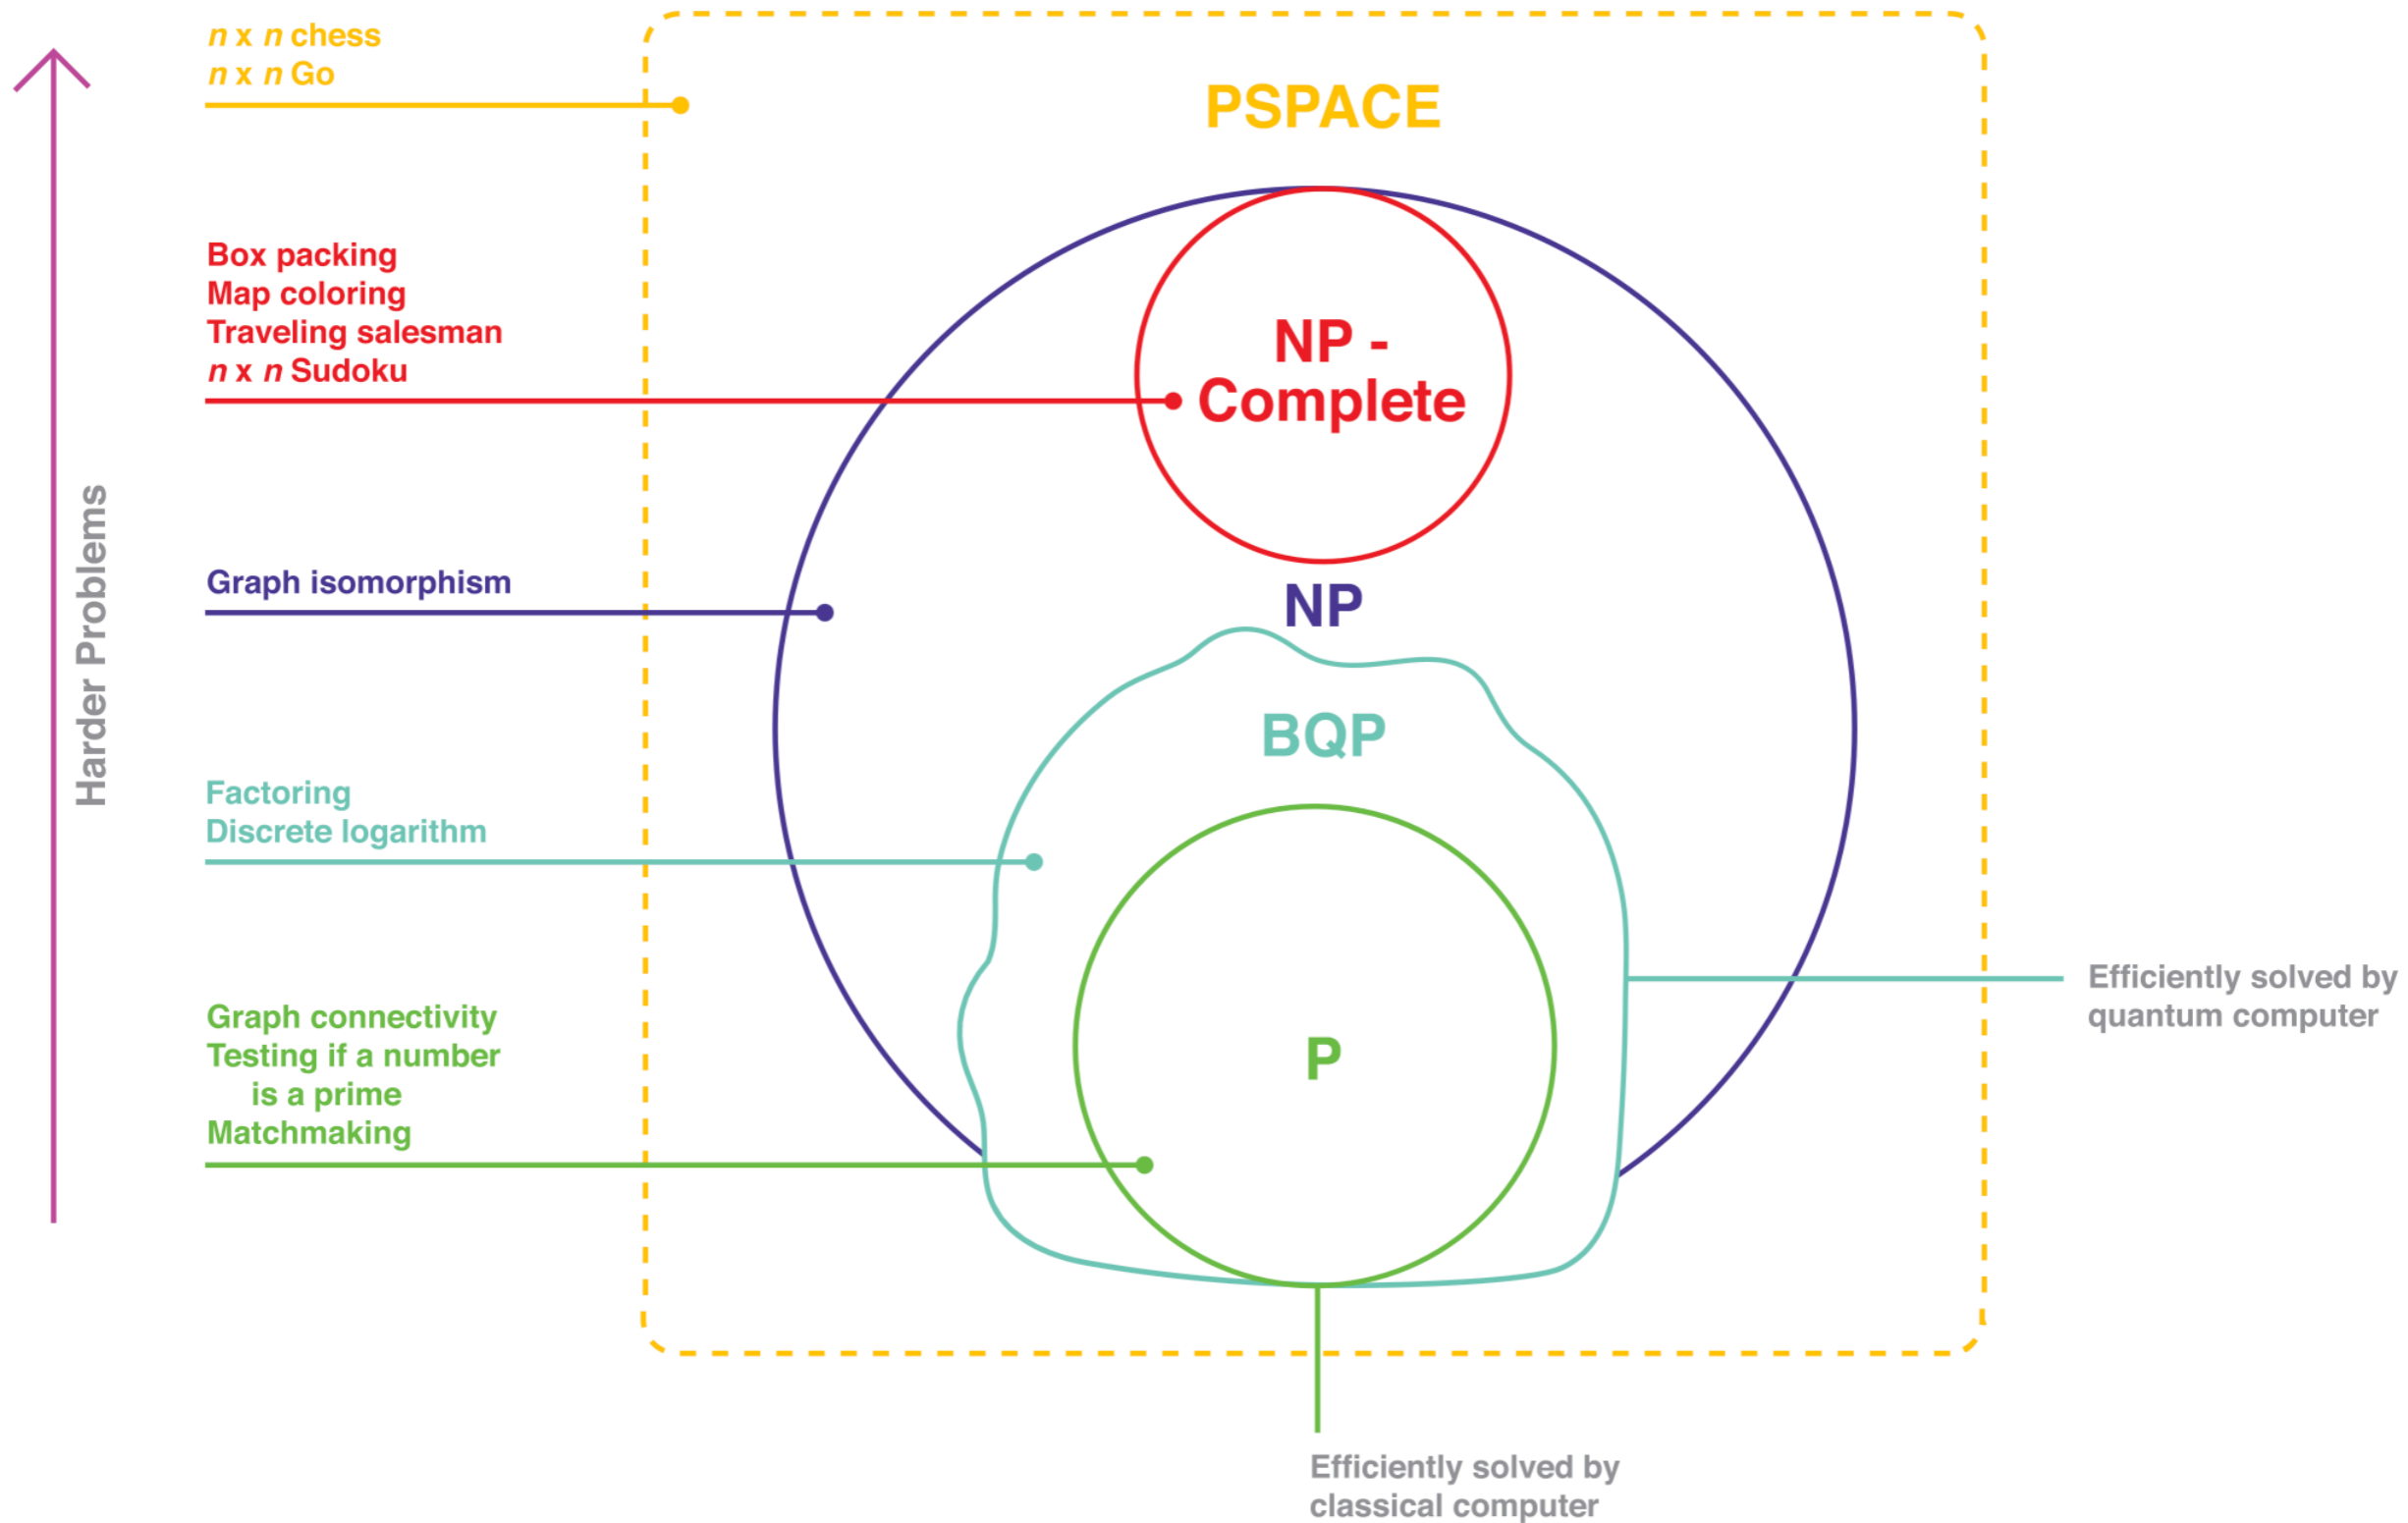 n x n chess
n x n Go
PSPACE
Box packing
Map coloring
Traveling salesman
n x n Sudoku
NP -
Complete
Harder Problems
Graph isomorphism
NP
BQP
Factoring
Discrete logarithm
Efficiently solved by
quantum computer
Graph connectivity
Testing if a number
is a prime
Matchmaking
P
Efficiently solved by
classical computer